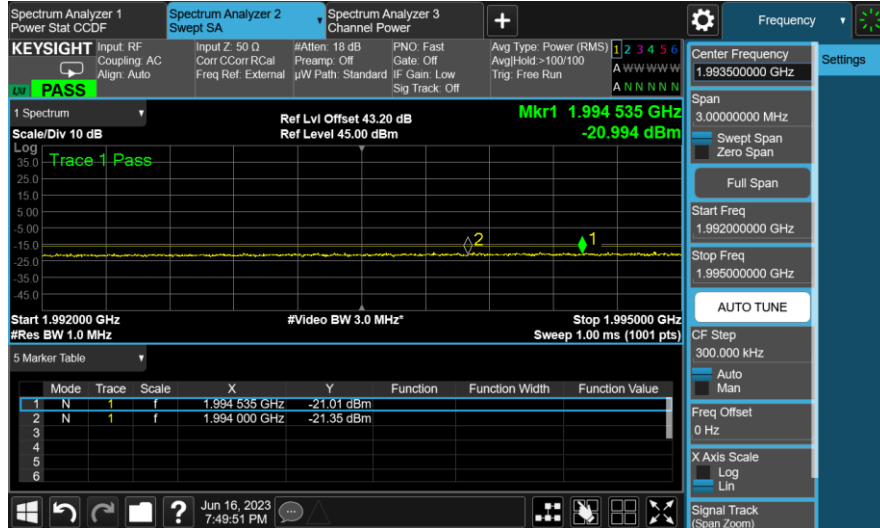 Spectrum Analyzer 1
Power Stat CCDF
Spectrum Analyzer 2
Swept SA
Spectrum Analyzer 3
Channel Power
+
Frequency
KEYSIGHT
Input: RF
Coupling: AC
Align: Auto
Input Z: 50 Ω
Corr CCorr RCal
Freq Ref: External
#Atten: 18 dB
Preamp: Off
µW Path: Standard
PNO: Fast
Gate: Off
IF Gain: Low
Sig Track: Off
Avg Type: Power (RMS)
Avg|Hold:>100/100
Trig: Free Run
1 2 3 4 5 6
A W W W W W
A N N N N N
LXI
PASS
1 Spectrum
Scale/Div 10 dB
Ref Lvl Offset 43.20 dB
Ref Level 45.00 dBm
Mkr1 1.994 535 GHz
-20.994 dBm
Log
Trace 1 Pass
35.0
25.0
15.0
5.00
-5.00
-15.0
-25.0
-35.0
-45.0
2
1
Start 1.992000 GHz
#Video BW 3.0 MHz*
Stop 1.995000 GHz
#Res BW 1.0 MHz
Sweep 1.00 ms (1001 pts)
5 Marker Table
Mode Trace Scale X Y Function Function Width Function Value
1 N 1 f 1.994 535 GHz -21.01 dBm
2 N 1 f 1.994 000 GHz -21.35 dBm
3
4
5
6
?
Jun 16, 2023
7:49:51 PM
Center Frequency
1.993500000 GHz
Settings
Span
3.00000000 MHz
Swept Span
Zero Span
Full Span
Start Freq
1.992000000 GHz
Stop Freq
1.995000000 GHz
AUTO TUNE
CF Step
300.000 kHz
Auto
Man
Freq Offset
0 Hz
X Axis Scale
Log
Lin
Signal Track
(Span Zoom)